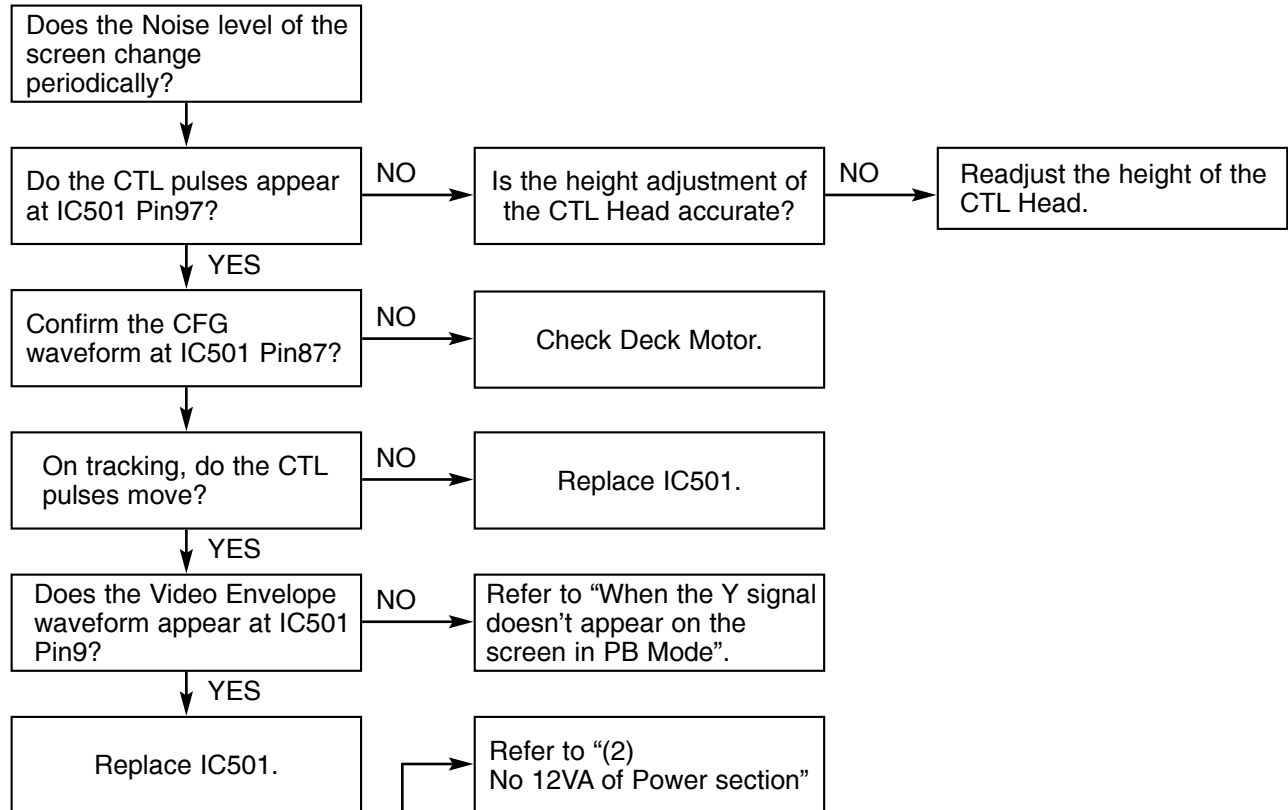 Does the Noise level of the
screen change
periodically?
Do the CTL pulses appear
at IC501 Pin97?
NO
Is the height adjustment of
the CTL Head accurate?
NO
Readjust the height of the
CTL Head.
YES
Confirm the CFG
waveform at IC501 Pin87?
NO
Check Deck Motor.
On tracking, do the CTL
pulses move?
NO
Replace IC501.
YES
Does the Video Envelope
waveform appear at IC501
Pin9?
NO
Refer to “When the Y signal
doesn't appear on the
screen in PB Mode”.
YES
Replace IC501.
Refer to “(2)
No 12VA of Power section”